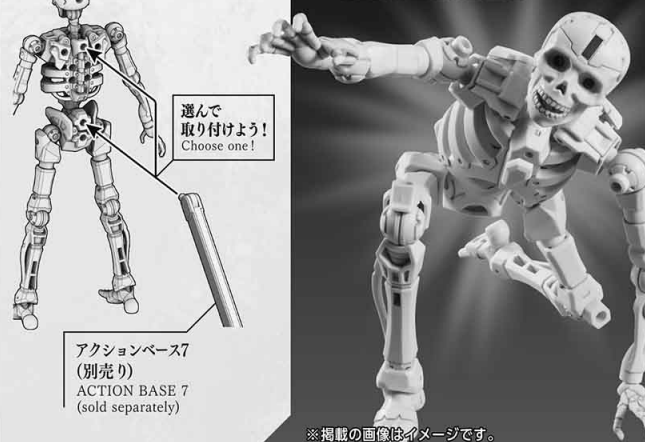 選んで
取り付けよう!
Choose one!
アクションベース7
(別売り)
ACTION BASE 7
(sold separately)
※掲載の画像はイメージです。